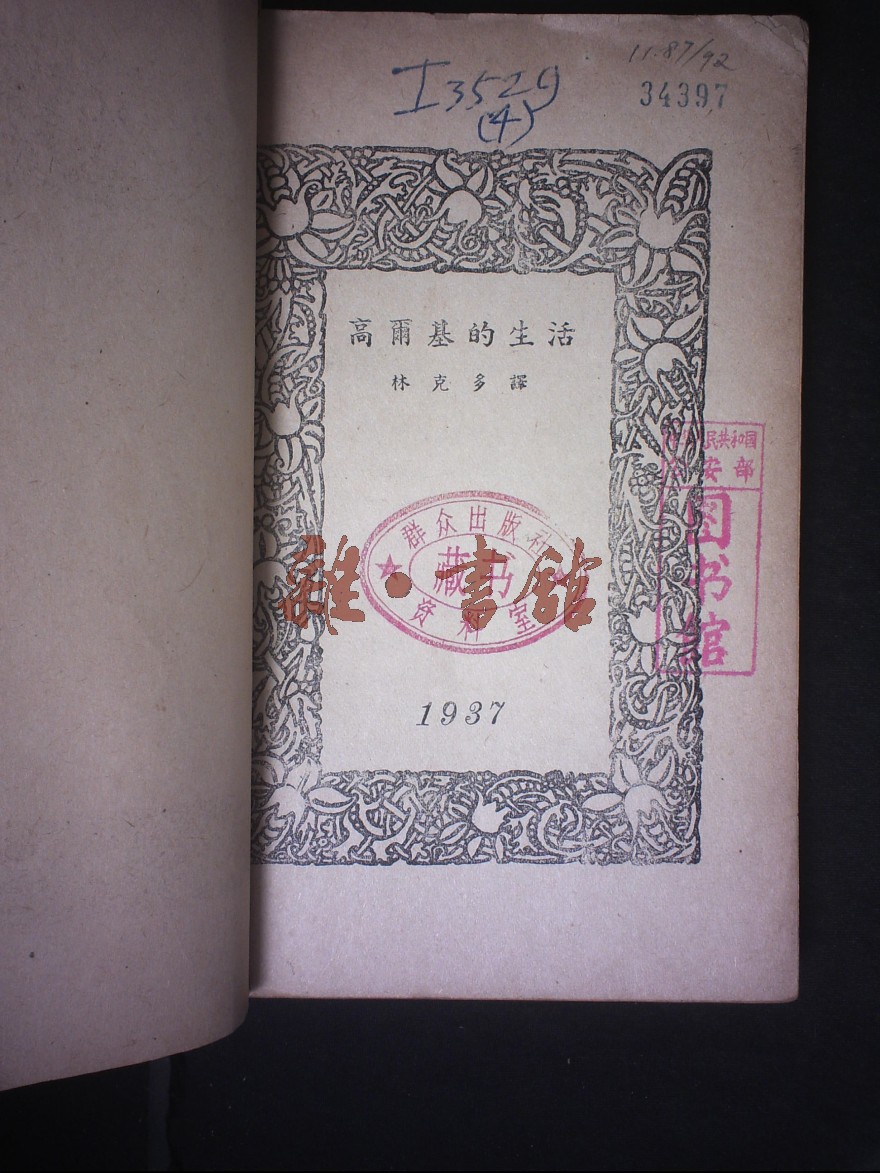 11.87/92
I3529
(4)
34397
高爾基的生活
林克多譯
民共和国
安部
图书馆
群众出版社
藏书
资料室
雜·書館
1937